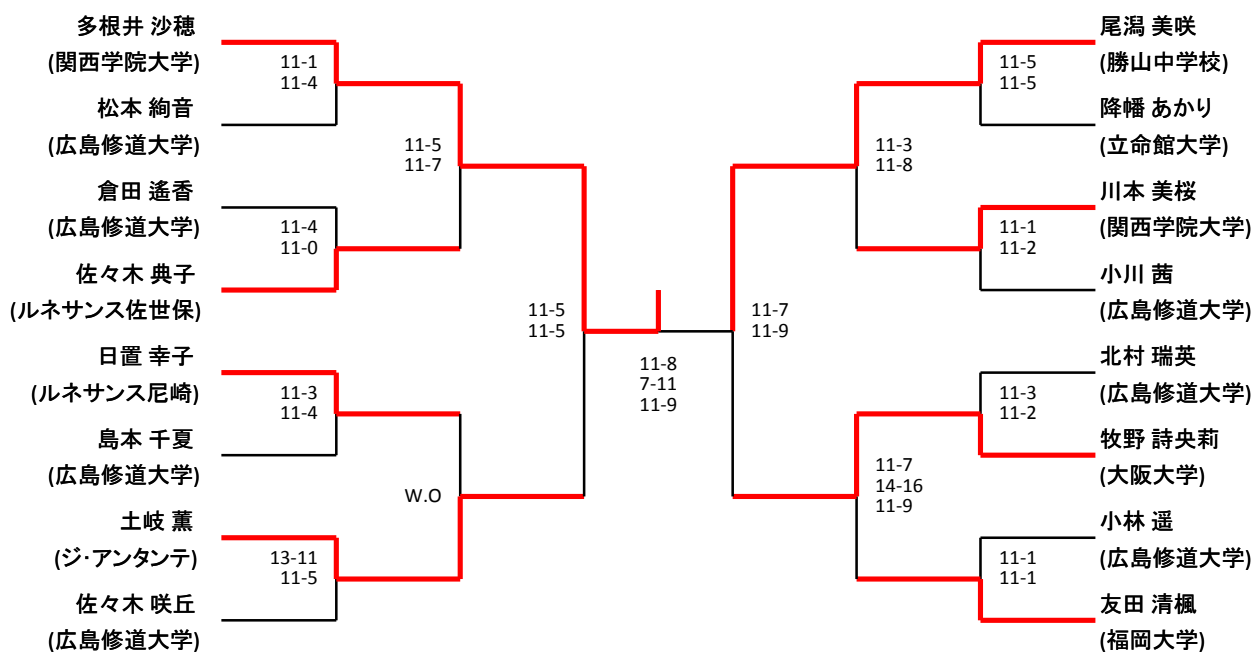 多根井 沙穂
(関西学院大学)
11-1
11-4
松本 絢音
(広島修道大学)
11-5
11-7
倉田 遙香
(広島修道大学)
11-4
11-0
佐々木 典子
(ルネサンス佐世保)
11-5
11-5
日置 幸子
(ルネサンス尼崎)
11-3
11-4
島本 千夏
(広島修道大学)
W.O
土岐 薫
(ジ・アンタンテ)
13-11
11-5
佐々木 咲丘
(広島修道大学)
11-8
7-11
11-9
尾潟 美咲
(勝山中学校)
11-5
11-5
降幡 あかり
(立命館大学)
11-3
11-8
川本 美桜
(関西学院大学)
11-1
11-2
小川 茜
(広島修道大学)
11-7
11-9
北村 瑞英
(広島修道大学)
11-3
11-2
牧野 詩央莉
(大阪大学)
11-7
14-16
11-9
小林 遥
(広島修道大学)
11-1
11-1
友田 清楓
(福岡大学)